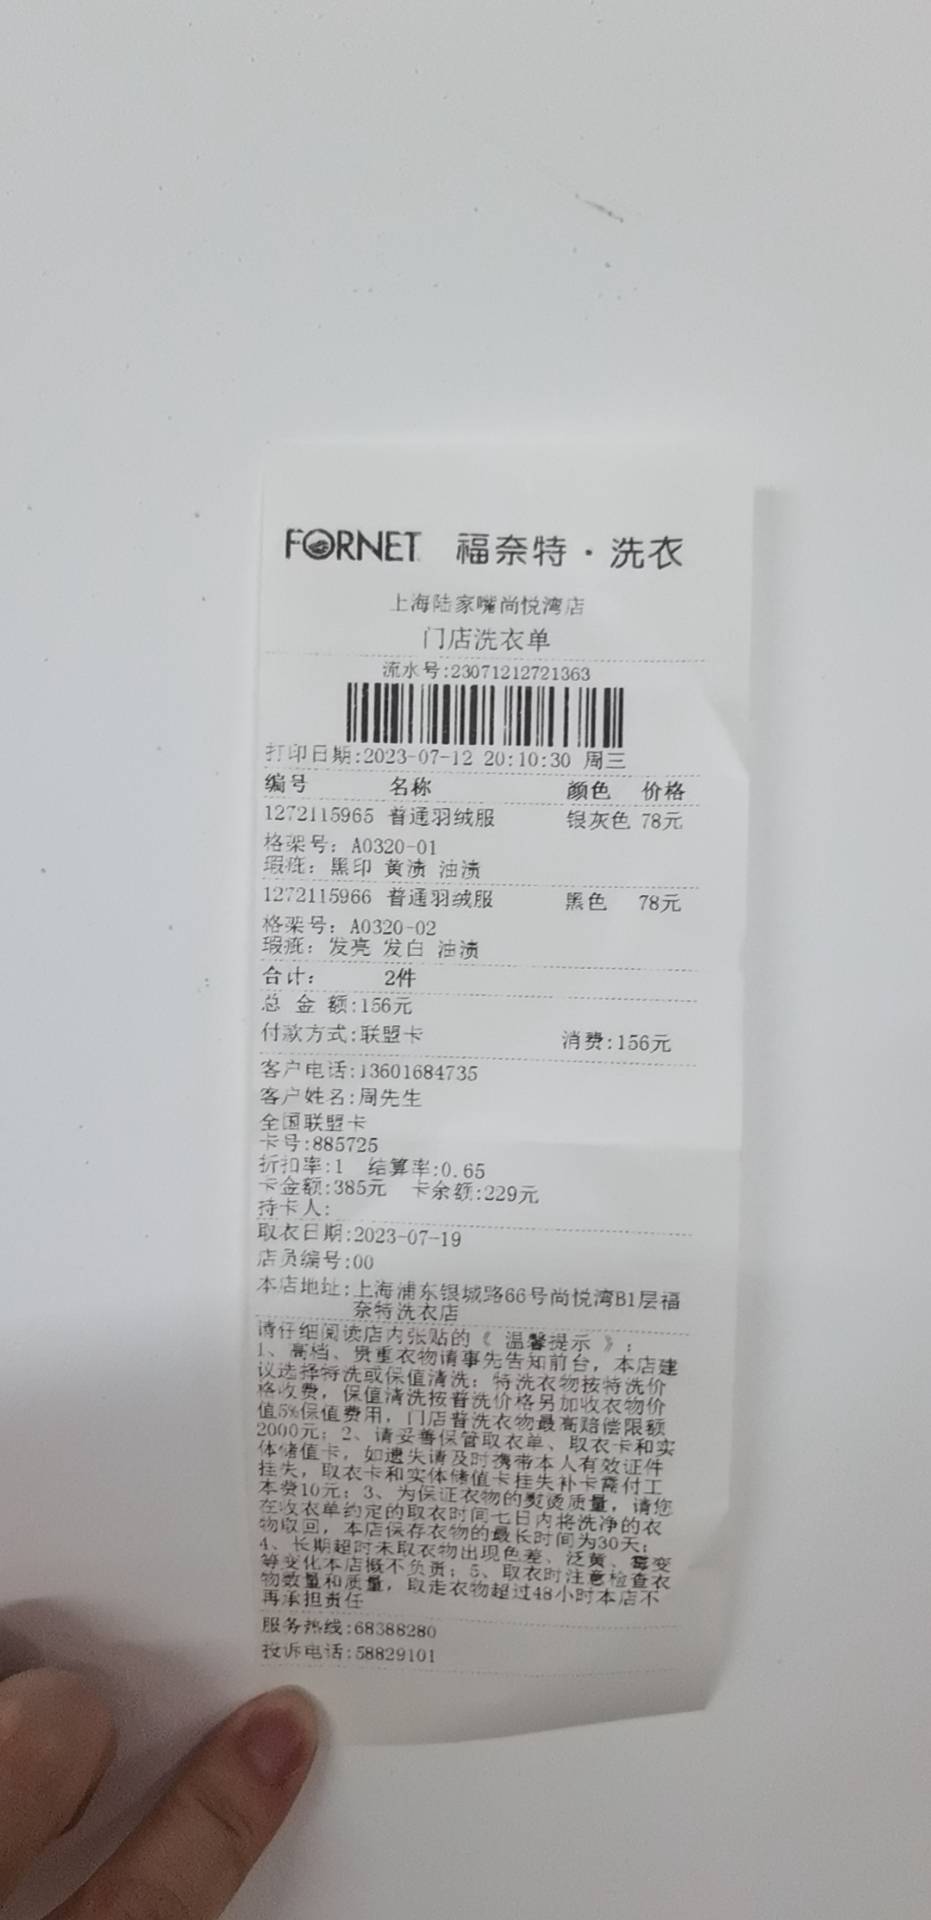 FORNET 福奈特·洗衣
上海陆家嘴尚悦湾店
门店洗衣单
流水号:23071212721363
打印日期:2023-07-12 20:10:30 周三
编号 名称 颜色 价格
1272115965 普通羽绒服 银灰色 78元
格架号: A0320-01
瑕疵: 黑印 黄渍 油渍
1272115966 普通羽绒服 黑色 78元
格架号: A0320-02
瑕疵: 发亮 发白 油渍
合计: 2件
总 金 额:156元
付款方式:联盟卡 消费:156元
客户电话:13601684735
客户姓名:周先生
全国联盟卡
卡号:885725
折扣率:1 结算率:0.65
卡金额:385元 卡余额:229元
持卡人:
取衣日期:2023-07-19
店员编号:00
本店地址:上海浦东银城路66号尚悦湾B1层福
奈特洗衣店
请仔细阅读店内张贴的《 温馨提示 》:
1、高档、贵重衣物请事先告知前台，本店建
议选择特洗或保值清洗; 特洗衣物按特洗价
格收费，保值清洗按普洗价格另加收衣物价
值5%保值费用，门店普洗衣物最高赔偿限额
2000元; 2、请妥善保管取衣单、取衣卡和实
体储值卡，如遗失请及时携带本人有效证件
挂失，取衣卡和实体储值卡挂失补卡需付工
本费10元; 3、为保证衣物的熨烫质量，请您
在收衣单约定的取衣时间七日内将洗净的衣
物取回，本店保存衣物的最长时间为30天;
4、长期超时未取衣物出现色差、泛黄、霉变
等变化本店概不负责; 5、取衣时注意检查衣
物数量和质量，取走衣物超过48小时本店不
再承担责任
服务热线:68388280
投诉电话:58829101